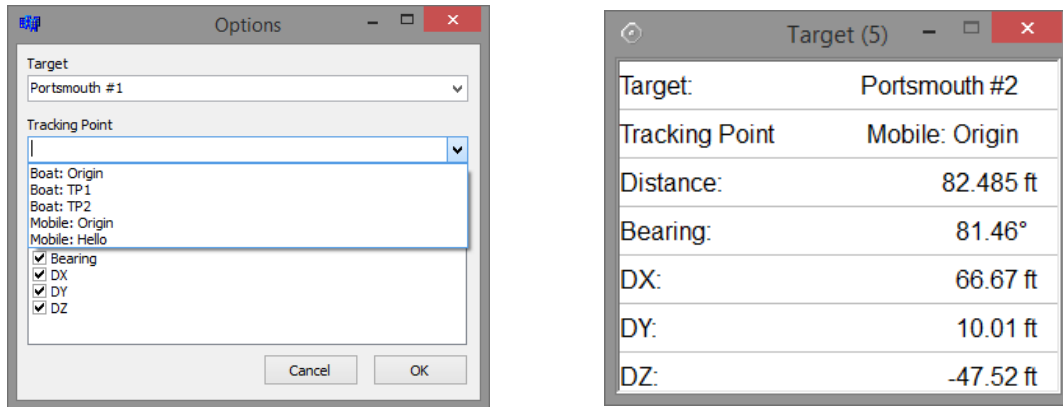 Options
Target
Portsmouth #1
Tracking Point
Boat: Origin
Boat: TP1
Boat: TP2
Mobile: Origin
Mobile: Hello
Bearing
DX
DY
DZ
Cancel OK
Target (5)
Target: Portsmouth #2
Tracking Point Mobile: Origin
Distance: 82.485 ft
Bearing: 81.46°
DX: 66.67 ft
DY: 10.01 ft
DZ: -47.52 ft